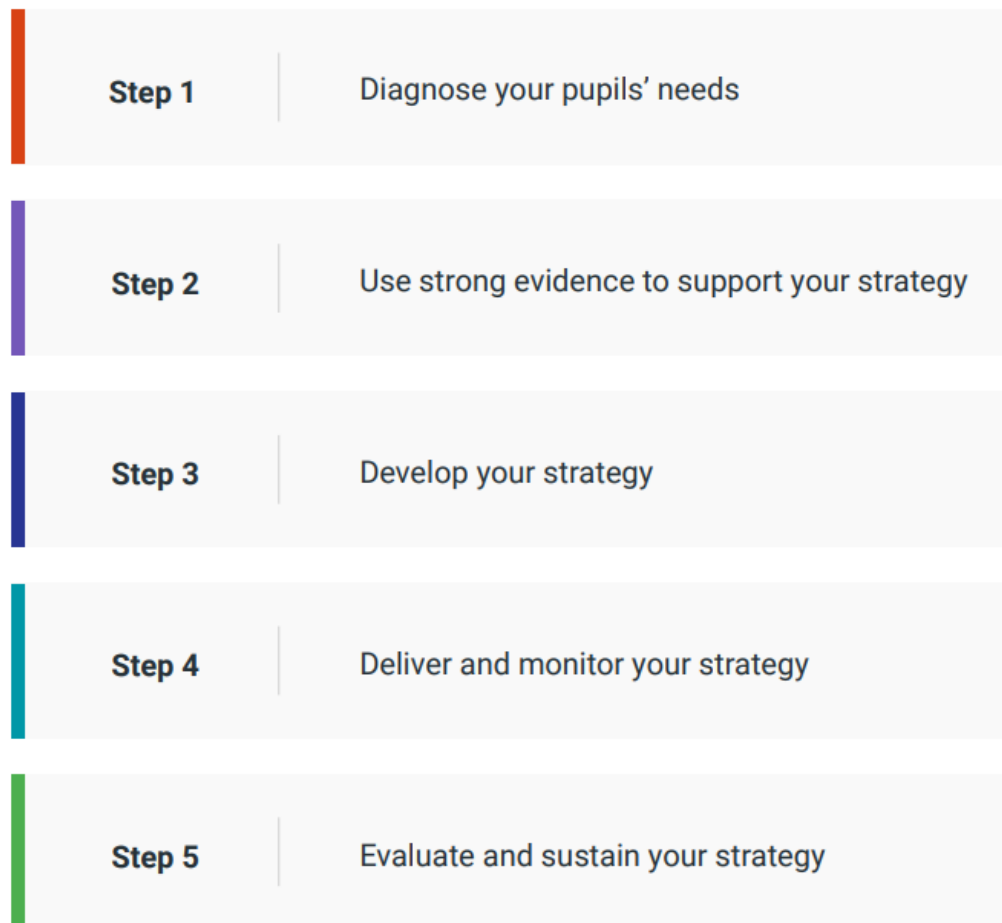 Step 1 Diagnose your pupils’ needs
Step 2 Use strong evidence to support your strategy
Step 3 Develop your strategy
Step 4 Deliver and monitor your strategy
Step 5 Evaluate and sustain your strategy